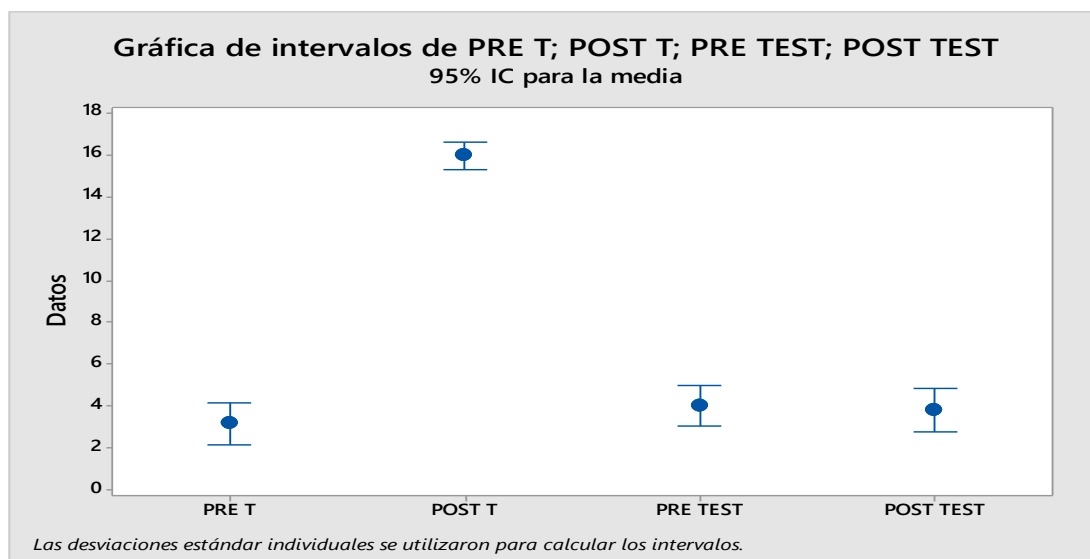 Gráfica de intervalos de PRE T; POST T; PRE TEST; POST TEST
95% IC para la media
18
16
14
12
10
8
6
4
2
0
Datos
PRE T
POST T
PRE TEST
POST TEST
Las desviaciones estándar individuales se utilizaron para calcular los intervalos.